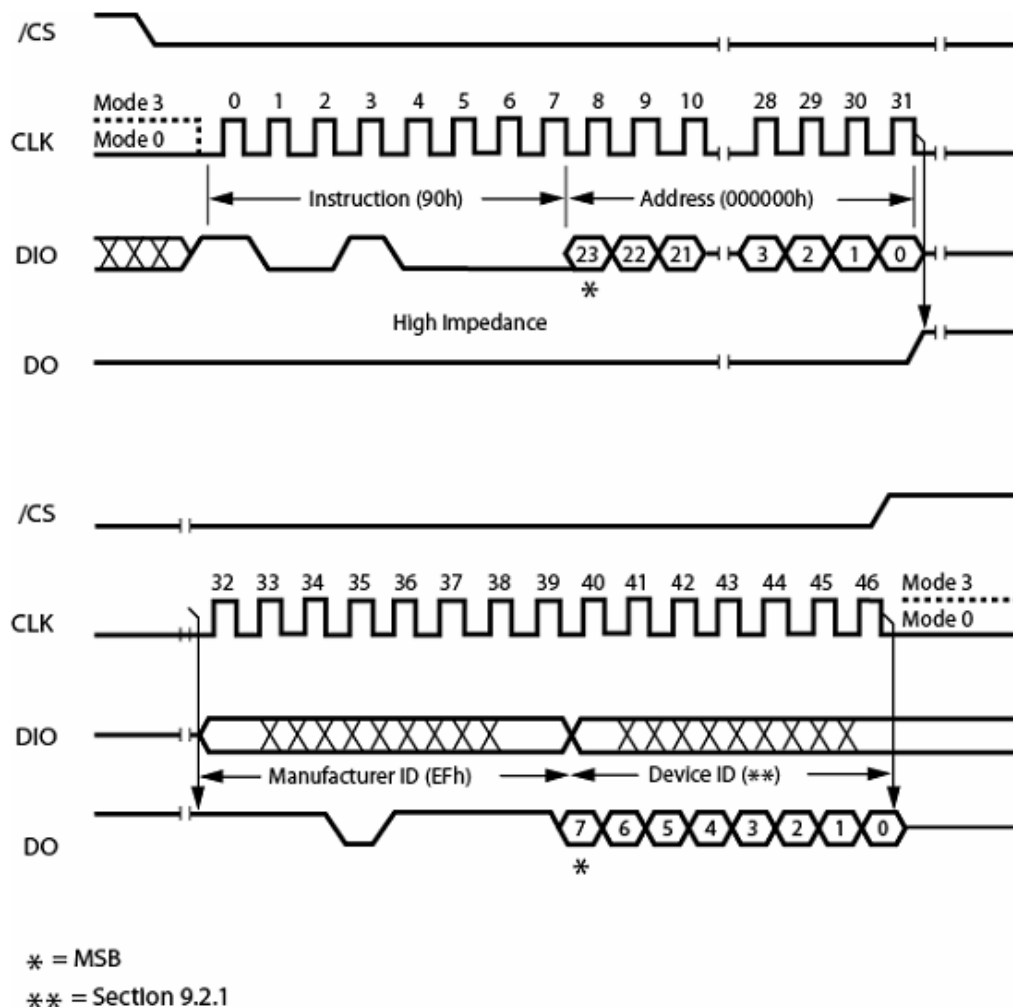 /CS
Mode 3
0 1 2 3 4 5 6 7 8 9 10 28 29 30 31
CLK
Mode 0
Instruction (90h)
Address (000000h)
DIO
23 22 21 3 2 1 0
*
High Impedance
DO
/CS
32 33 34 35 36 37 38 39 40 41 42 43 44 45 46
Mode 3
CLK
Mode 0
DIO
Manufacturer ID (EFh)
Device ID (**)
DO
7 6 5 4 3 2 1 0
*
* = MSB
** = Section 9.2.1